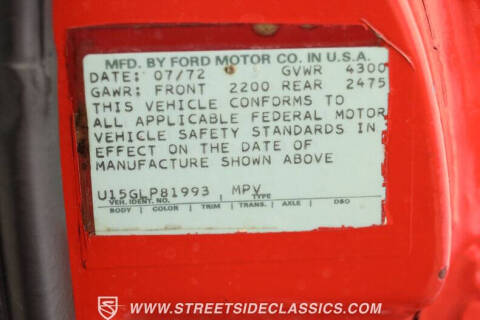 MFD. BY FORD MOTOR CO. IN U.S.A.
DATE: 07/72 GVWR 4300
GAWR: FRONT 2200 REAR 2475
THIS VEHICLE CONFORMS TO
ALL APPLICABLE FEDERAL MOTOR
VEHICLE SAFETY STANDARDS IN
EFFECT ON THE DATE OF
MANUFACTURE SHOWN ABOVE
U15GLP81993 MPV
VEH. IDENT. NO. TYPE
BODY COLOR TRIM TRANS. AXLE DSO
WWW.STREETSIDECLASSICS.COM